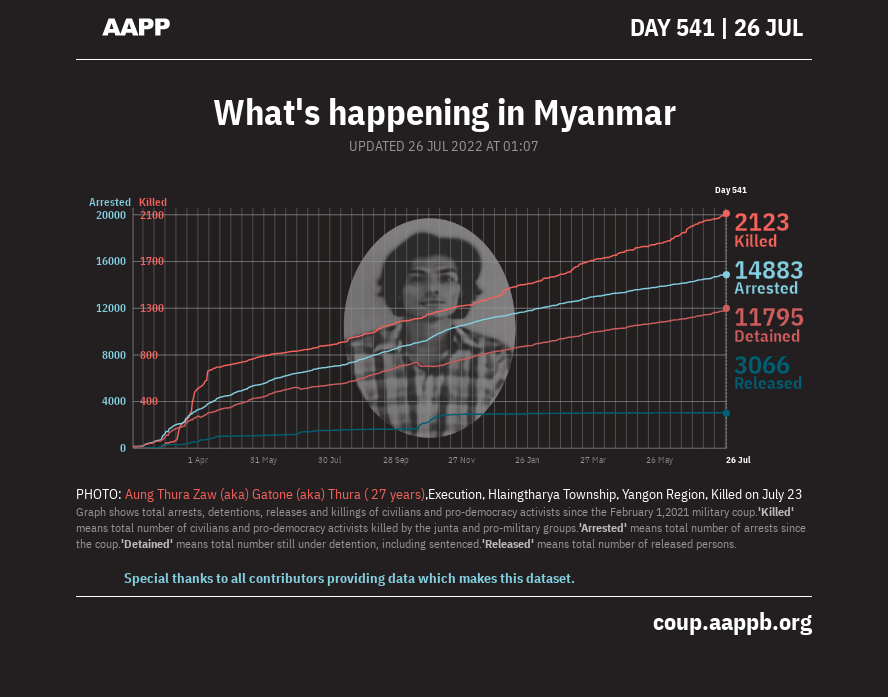 AAPP
DAY 541 | 26 JUL
What's happening in Myanmar
UPDATED 26 JUL 2022 AT 01:07
Day 541
Arrested Killed
20000 2100
16000 1700
12000 1300
8000 800
4000 400
0
2123
Killed
14883
Arrested
11795
Detained
3066
Released
1 Apr 31 May 30 Jul 28 Sep 27 Nov 26 Jan 27 Mar 26 May 26 Jul
PHOTO: Aung Thura Zaw (aka) Gatone (aka) Thura ( 27 years),Execution, Hlaingtharya Township, Yangon Region, Killed on July 23
Graph shows total arrests, detentions, releases and killings of civilians and pro-democracy activists since the February 1,2021 military coup.'Killed'
means total number of civilians and pro-democracy activists killed by the junta and pro-military groups.'Arrested' means total number of arrests since
the coup.'Detained' means total number still under detention, including sentenced.'Released' means total number of released persons.
Special thanks to all contributors providing data which makes this dataset.
coup.aappb.org